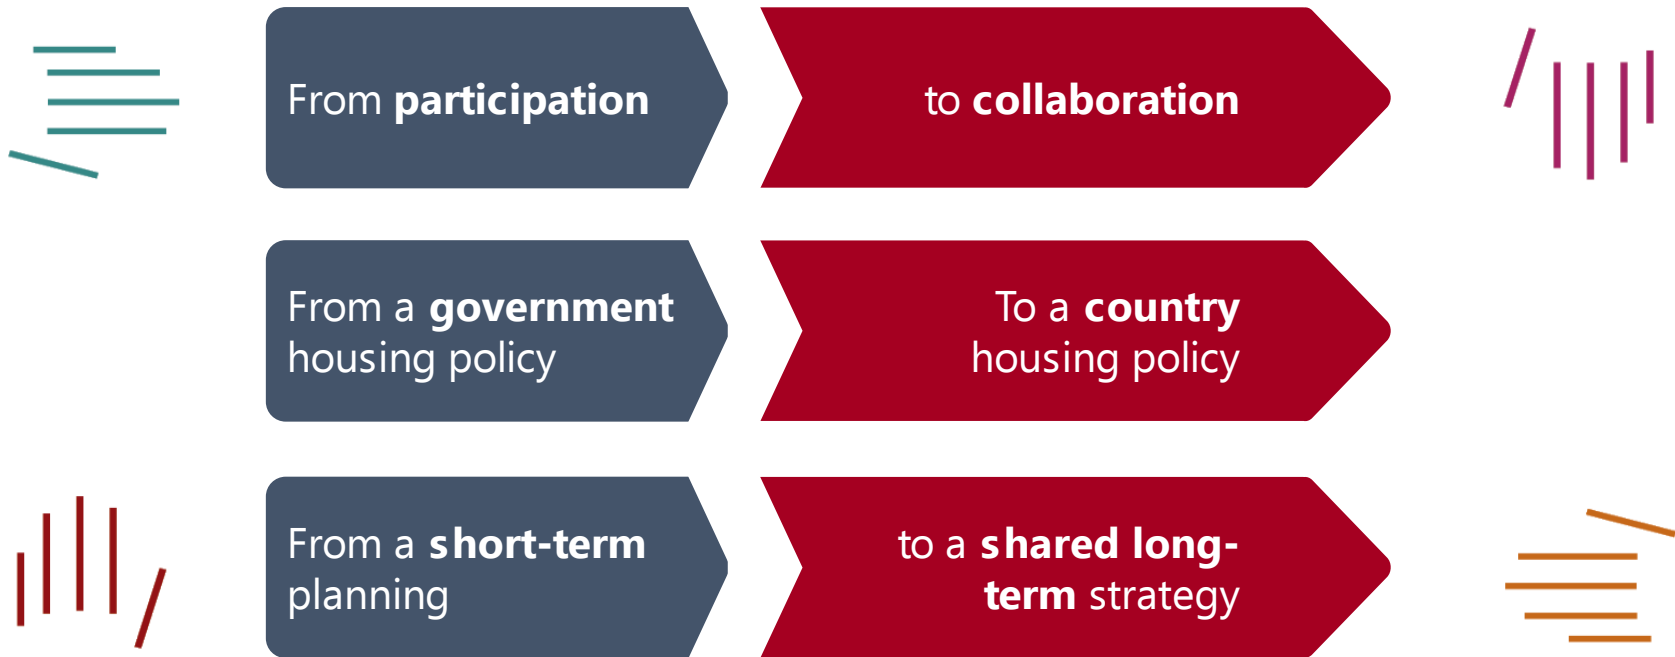 From participation
to collaboration
From a government
housing policy
To a country
housing policy
From a short-term
planning
to a shared long-
term strategy